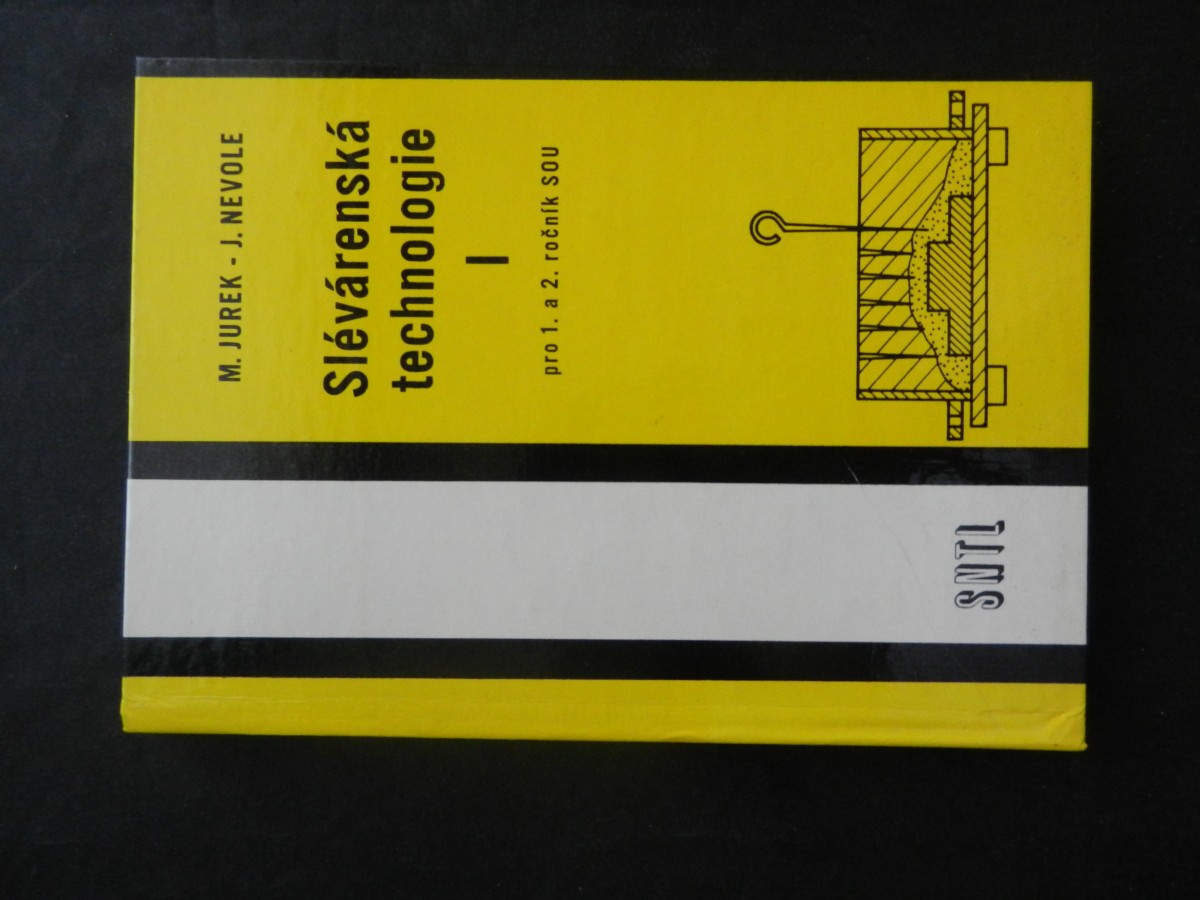 M. JUREK - J. NEVOLE
Slévárenská
technologie
I
pro 1. a 2. ročník SOU
SNTL